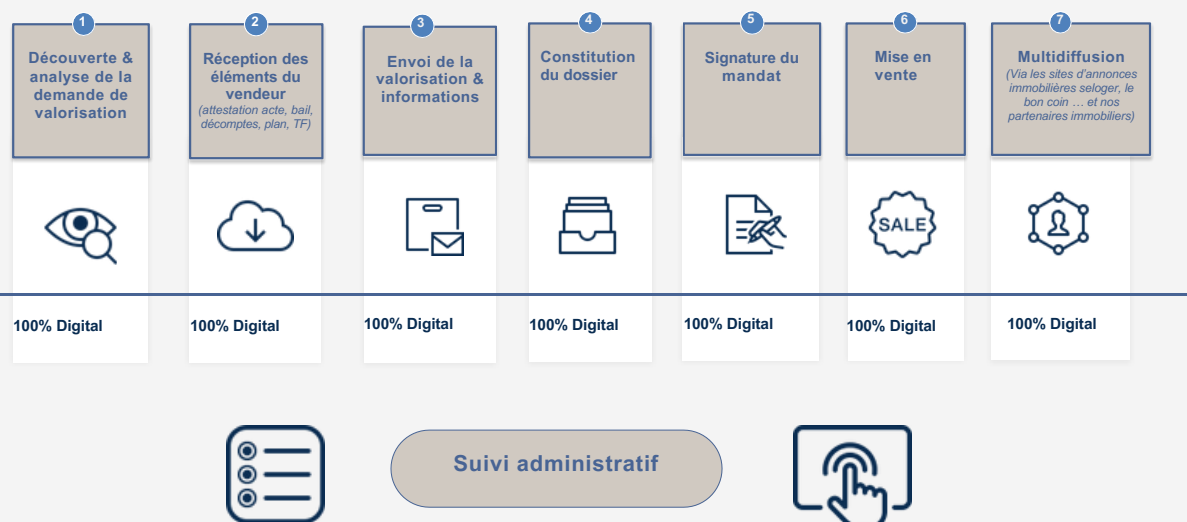 1
Découverte &
analyse de la
demande de
valorisation
2
Réception des
éléments du
vendeur
(attestation acte, bail,
décomptes, plan, TF)
3
Envoi de la
valorisation &
informations
4
Constitution
du dossier
5
Signature du
mandat
6
Mise en
vente
7
Multidiffusion
(Via les sites d'annonces
immobilières seloger, le
bon coin … et nos
partenaires immobiliers)
SALE
100% Digital
100% Digital
100% Digital
100% Digital
100% Digital
100% Digital
100% Digital
Suivi administratif